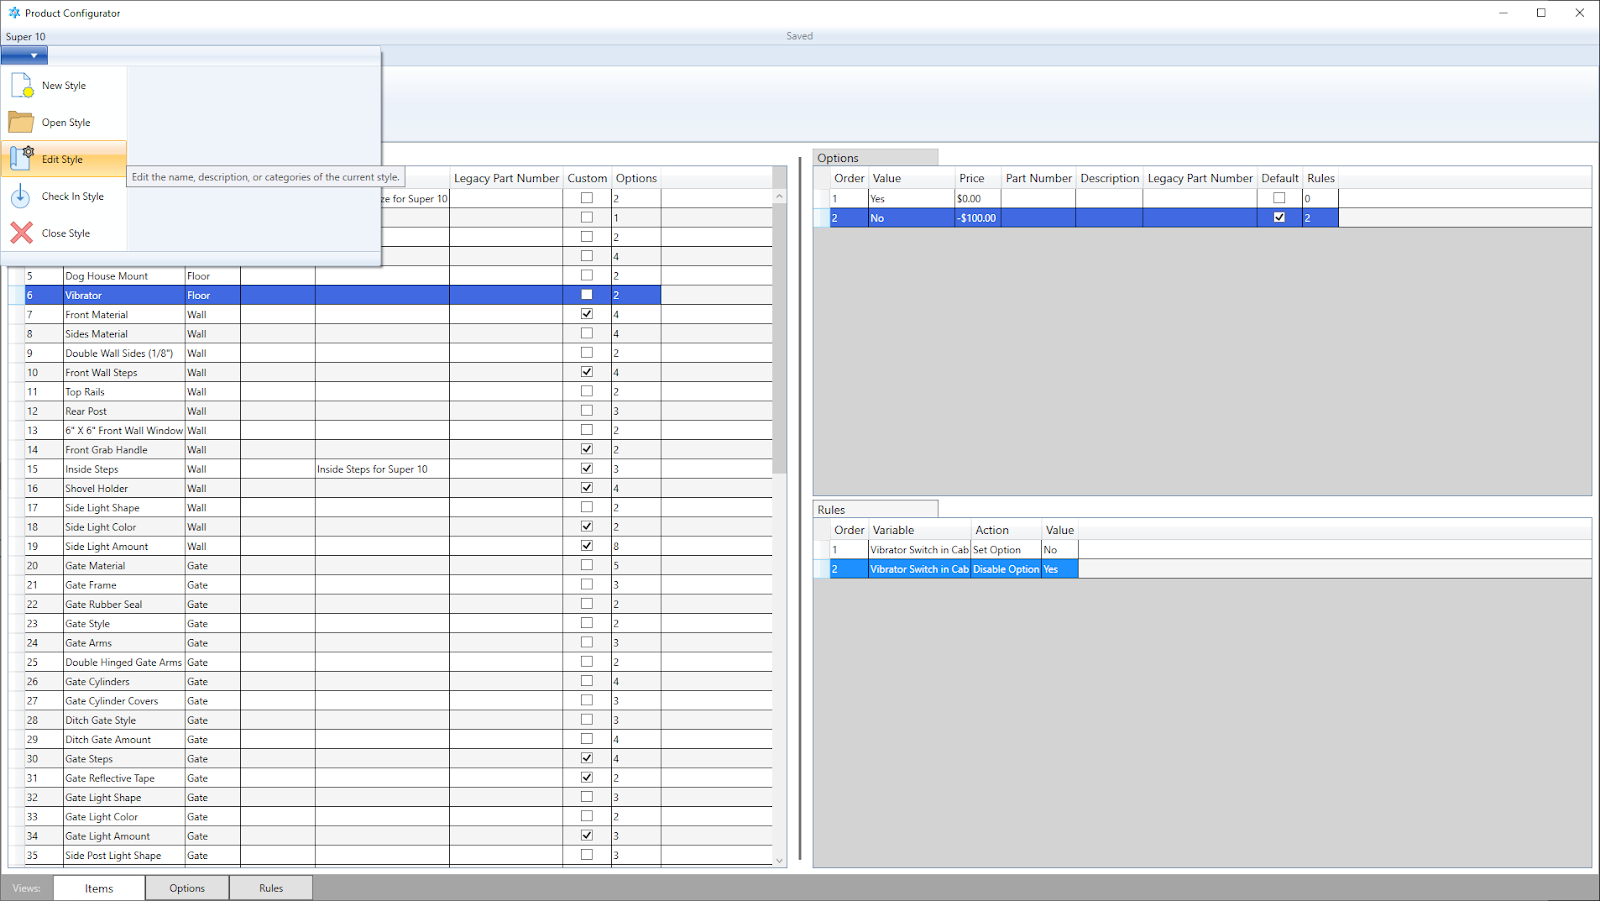 Product Configurator
Super 10
Saved
New Style
Open Style
Edit Style
Edit the name, description, or categories of the current style.
Check In Style
Close Style
Legacy Part Number Custom Options
ze for Super 10 2
1
2
4
5 Dog House Mount Floor 2
6 Vibrator Floor 2
7 Front Material Wall 4
8 Sides Material Wall 4
9 Double Wall Sides (1/8") Wall 2
10 Front Wall Steps Wall 4
11 Top Rails Wall 2
12 Rear Post Wall 3
13 6" X 6" Front Wall Window Wall 2
14 Front Grab Handle Wall 2
15 Inside Steps Wall Inside Steps for Super 10 3
16 Shovel Holder Wall 4
17 Side Light Shape Wall 2
18 Side Light Color Wall 2
19 Side Light Amount Wall 8
20 Gate Material Gate 5
21 Gate Frame Gate 3
22 Gate Rubber Seal Gate 2
23 Gate Style Gate 2
24 Gate Arms Gate 3
25 Double Hinged Gate Arms Gate 2
26 Gate Cylinders Gate 4
27 Gate Cylinder Covers Gate 3
28 Ditch Gate Style Gate 3
29 Ditch Gate Amount Gate 4
30 Gate Steps Gate 4
31 Gate Reflective Tape Gate 2
32 Gate Light Shape Gate 3
33 Gate Light Color Gate 2
34 Gate Light Amount Gate 3
35 Side Post Light Shape Gate 3
Options
Order Value Price Part Number Description Legacy Part Number Default Rules
1 Yes $0.00 0
2 No -$100.00 2
Rules
Order Variable Action Value
1 Vibrator Switch in Cab Set Option No
2 Vibrator Switch in Cab Disable Option Yes
Views: Items Options Rules